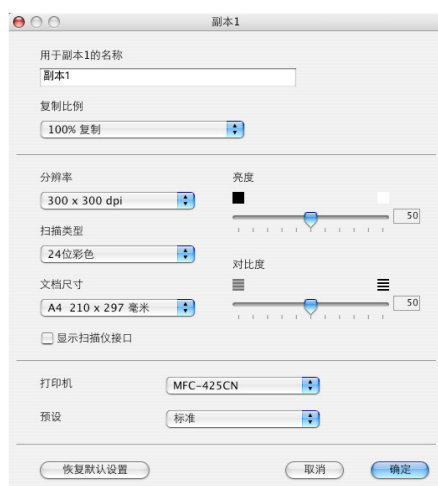 副本1
用于副本1的名称
副本1
复制比例
100% 复制
分辨率
300 x 300 dpi
扫描类型
24位彩色
文档尺寸
A4 210 x 297 毫米
显示扫描仪接口
亮度
50
对比度
50
打印机
MFC-425CN
预设
标准
恢复默认设置
取消
确定